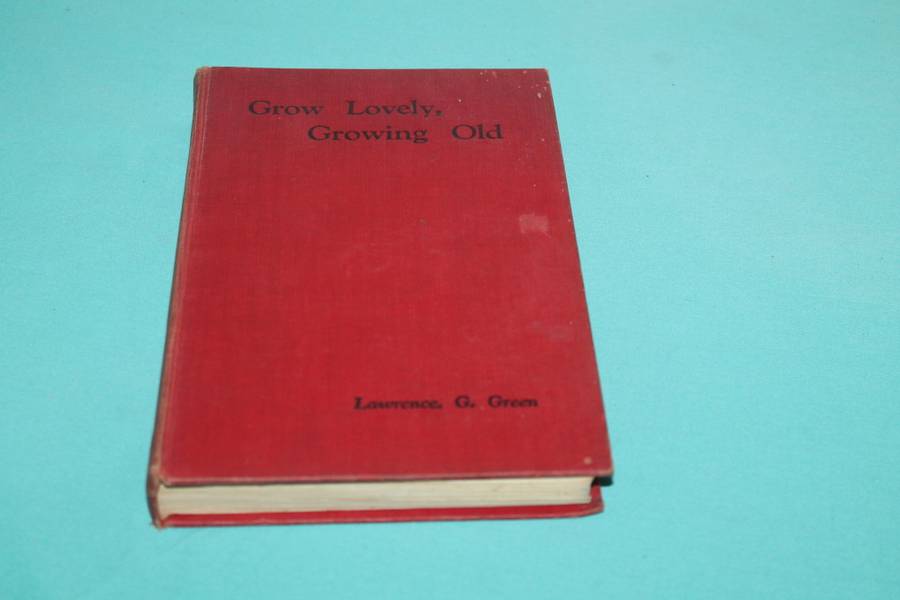 Grow Lovely,
Growing Old
Lawrence. G. Green